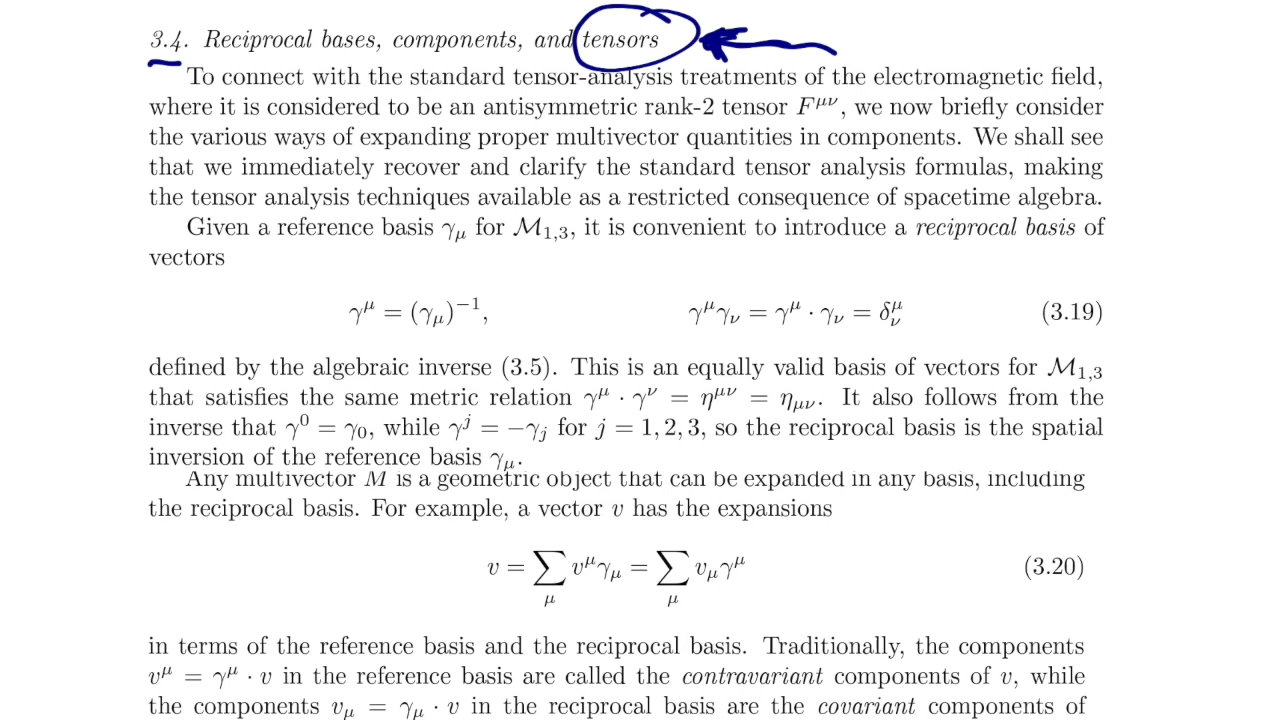 3.4. Reciprocal bases, components, and tensors
To connect with the standard tensor-analysis treatments of the electromagnetic field,
where it is considered to be an antisymmetric rank-2 tensor F^{μν}, we now briefly consider
the various ways of expanding proper multivector quantities in components. We shall see
that we immediately recover and clarify the standard tensor analysis formulas, making
the tensor analysis techniques available as a restricted consequence of spacetime algebra.
Given a reference basis γ_μ for ℳ_{1,3}, it is convenient to introduce a reciprocal basis of
vectors
γ^μ = (γ_μ)^{-1}, γ^μγ_ν = γ^μ · γ_ν = δ^μ_ν (3.19)
defined by the algebraic inverse (3.5). This is an equally valid basis of vectors for ℳ_{1,3}
that satisfies the same metric relation γ^μ · γ^ν = η^{μν} = η_{μν}. It also follows from the
inverse that γ^0 = γ_0, while γ^j = −γ_j for j = 1, 2, 3, so the reciprocal basis is the spatial
inversion of the reference basis γ_μ.
Any multivector M is a geometric object that can be expanded in any basis, including
the reciprocal basis. For example, a vector v has the expansions
v = ∑_μ v^μγ_μ = ∑_μ v_μγ^μ (3.20)
in terms of the reference basis and the reciprocal basis. Traditionally, the components
v^μ = γ^μ · v in the reference basis are called the contravariant components of v, while
the components v_μ = γ_μ · v in the reciprocal basis are the covariant components of